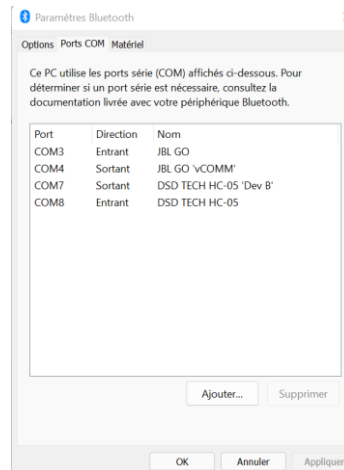 Paramètres Bluetooth
Options Ports COM Matériel
Ce PC utilise les ports série (COM) affichés ci-dessous. Pour
déterminer si un port série est nécessaire, consultez la
documentation livrée avec votre périphérique Bluetooth.
Port Direction Nom
COM3 Entrant JBL GO
COM4 Sortant JBL GO 'vCOMM'
COM7 Sortant DSD TECH HC-05 'Dev B'
COM8 Entrant DSD TECH HC-05
Ajouter... Supprimer
OK Annuler Appliquer